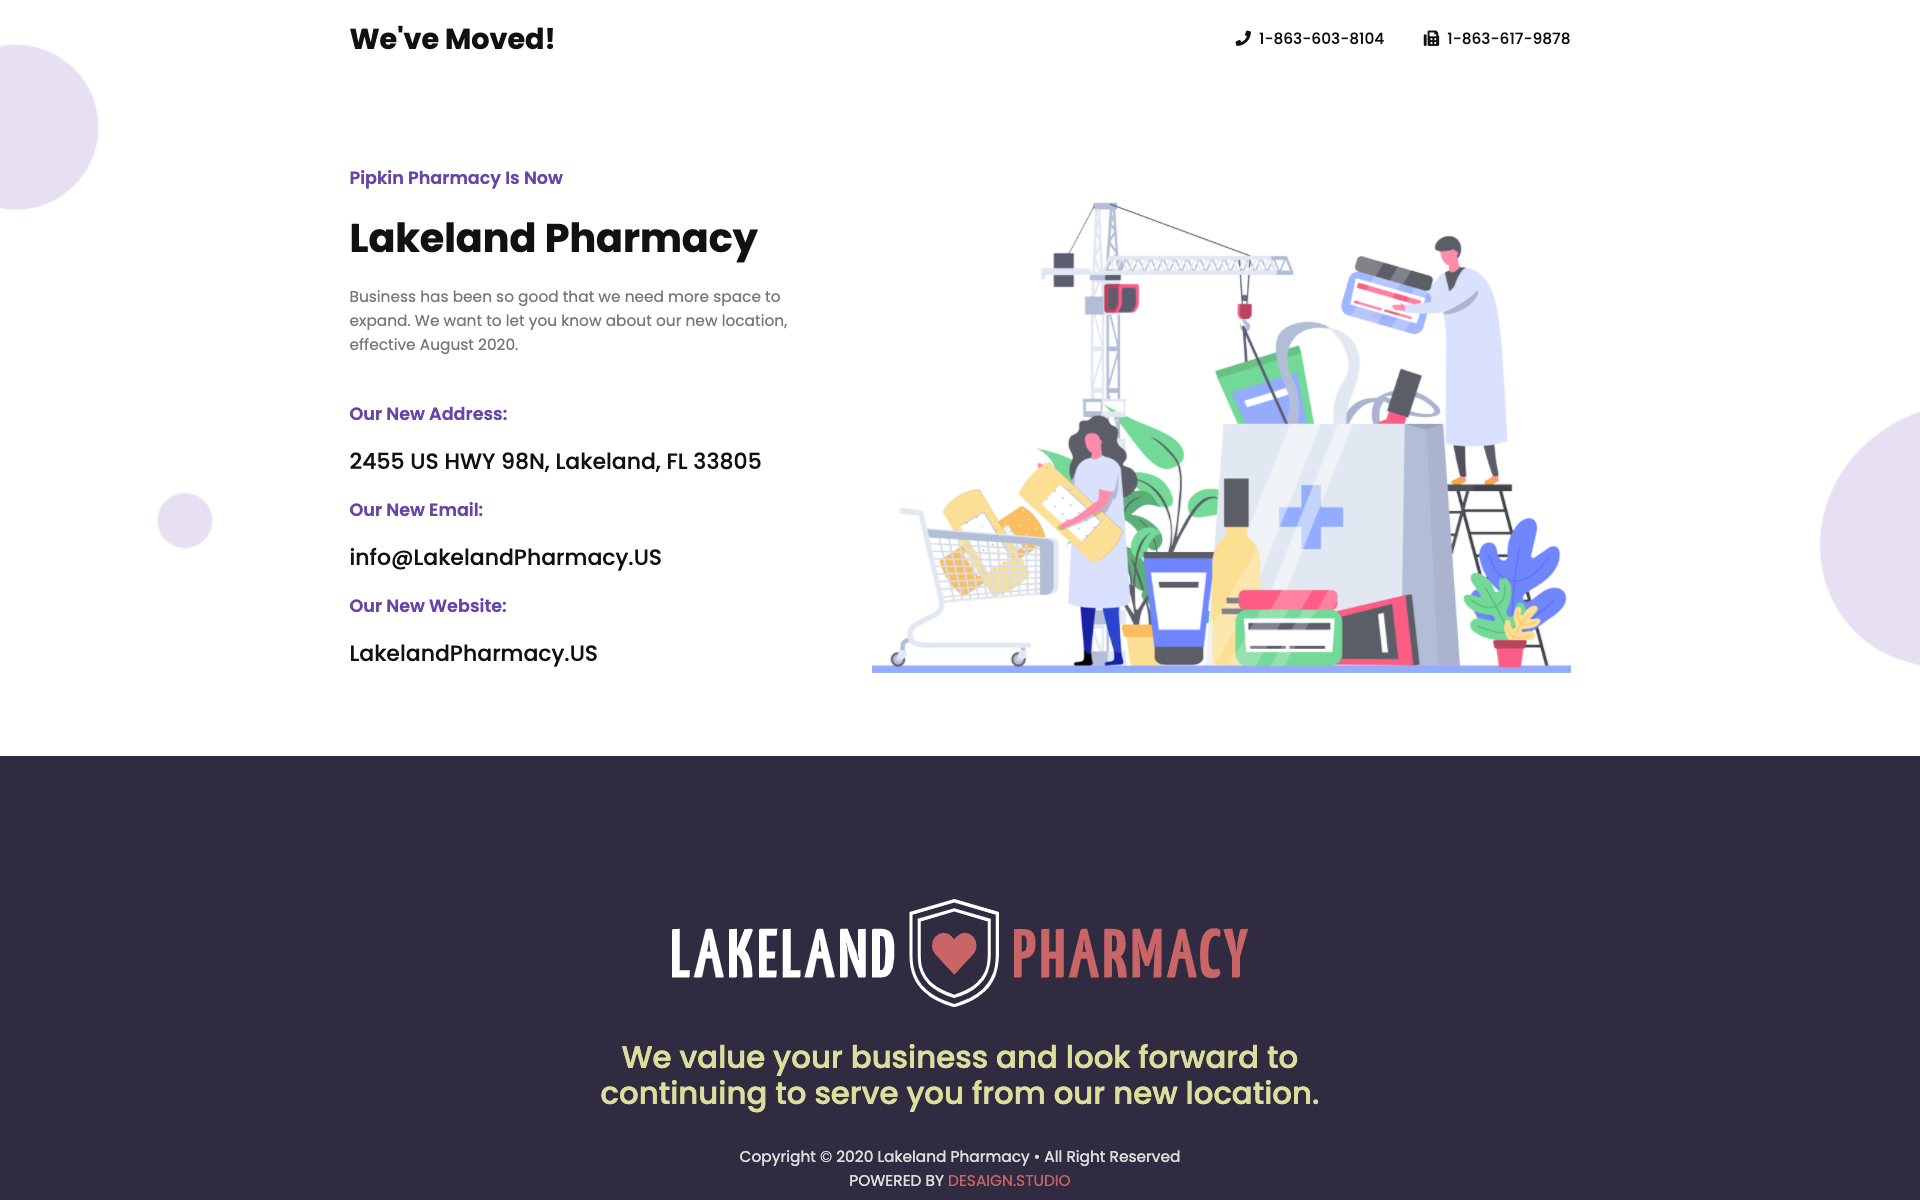 We've Moved!
1-863-603-8104
1-863-617-9878
Pipkin Pharmacy Is Now
Lakeland Pharmacy
Business has been so good that we need more space to
expand. We want to let you know about our new location,
effective August 2020.
Our New Address:
2455 US HWY 98N, Lakeland, FL 33805
Our New Email:
info@LakelandPharmacy.US
Our New Website:
LakelandPharmacy.US
LAKELAND PHARMACY
We value your business and look forward to
continuing to serve you from our new location.
Copyright © 2020 Lakeland Pharmacy • All Right Reserved
POWERED BY DESAIGN.STUDIO